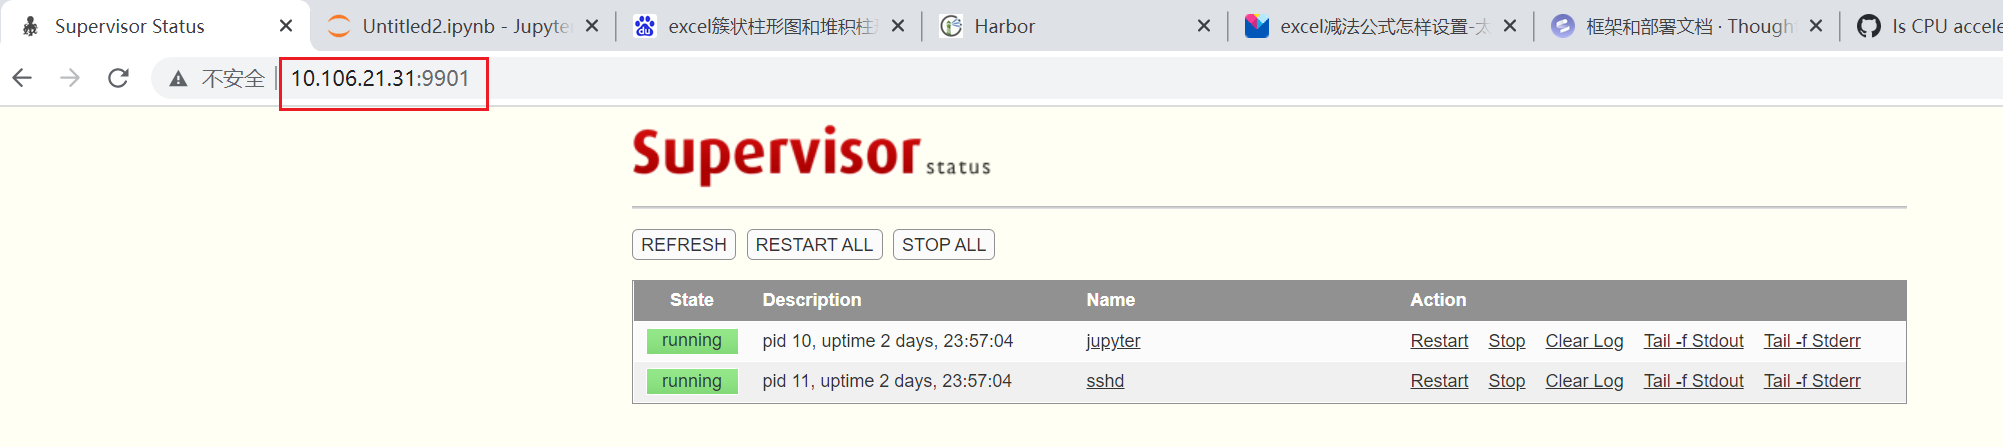 Supervisor Status
Untitled2.ipynb - Jupyte
excel簇状柱形图和堆积柱
Harbor
excel减法公式怎样设置-太
框架和部署文档 · Though
Is CPU accele
不安全 10.106.21.31:9901
Supervisor status
REFRESH RESTART ALL STOP ALL
State Description Name Action
running pid 10, uptime 2 days, 23:57:04 jupyter Restart Stop Clear Log Tail -f Stdout Tail -f Stderr
running pid 11, uptime 2 days, 23:57:04 sshd Restart Stop Clear Log Tail -f Stdout Tail -f Stderr